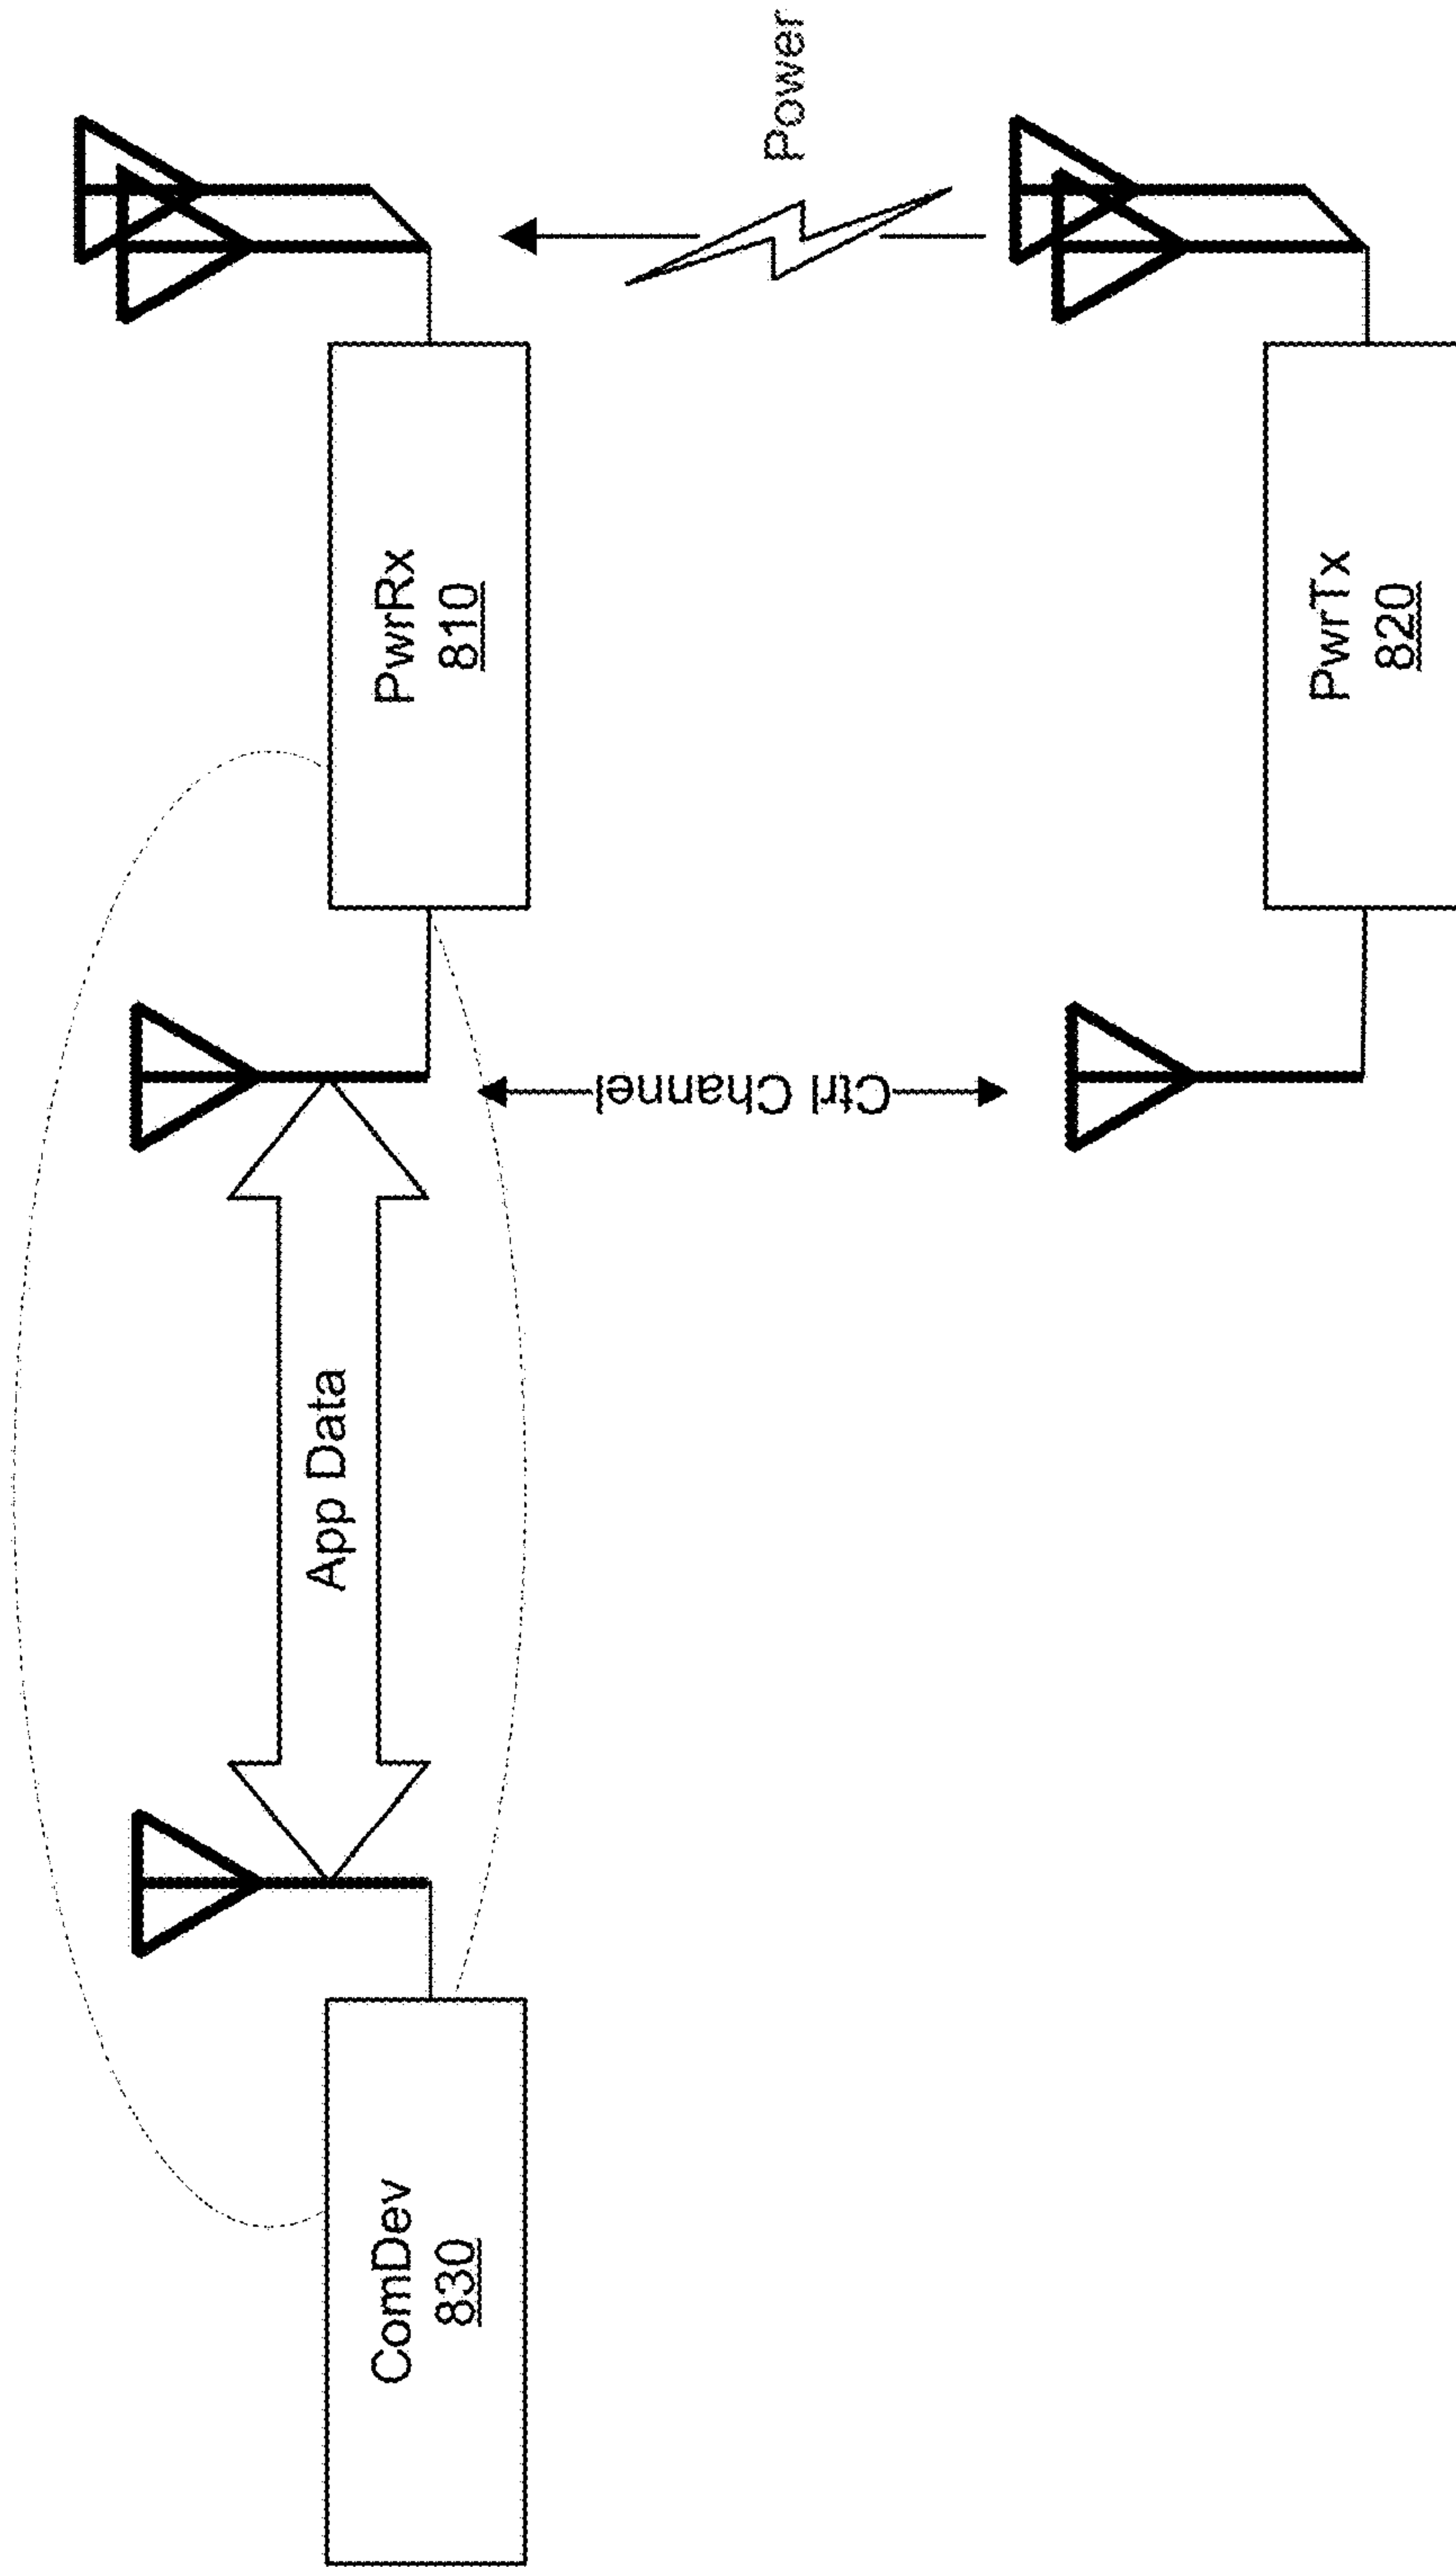 ComDev
830
App Data
PwrRx
810
Ctrl Channel
Power
PwrTx
820